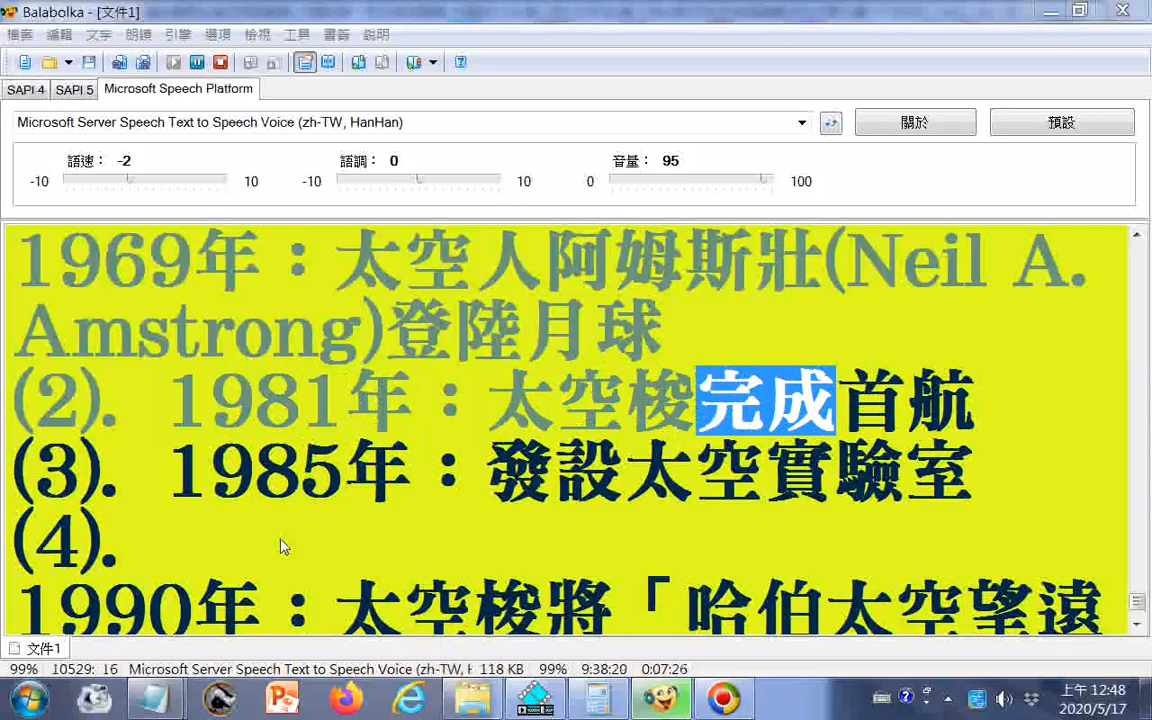 Balabolka - [文件1]
檔案 編輯 文字 朗讀 引擎 選項 檢視 工具 書籤 說明
SAPI 4 SAPI 5 Microsoft Speech Platform
Microsoft Server Speech Text to Speech Voice (zh-TW, HanHan) 關於 預設
語速： -2 語調： 0 音量： 95
-10 10 -10 10 0 100
1969年：太空人阿姆斯壯(Neil A.
Amstrong)登陸月球
(2). 1981年：太空梭完成首航
(3). 1985年：發設太空實驗室
(4).
1990年：太空梭將「哈伯太空望遠
文件1
99% 10529: 16 Microsoft Server Speech Text to Speech Voice (zh-TW, H 118 KB 99% 9:38:20 0:07:26
上午 12:48
2020/5/17